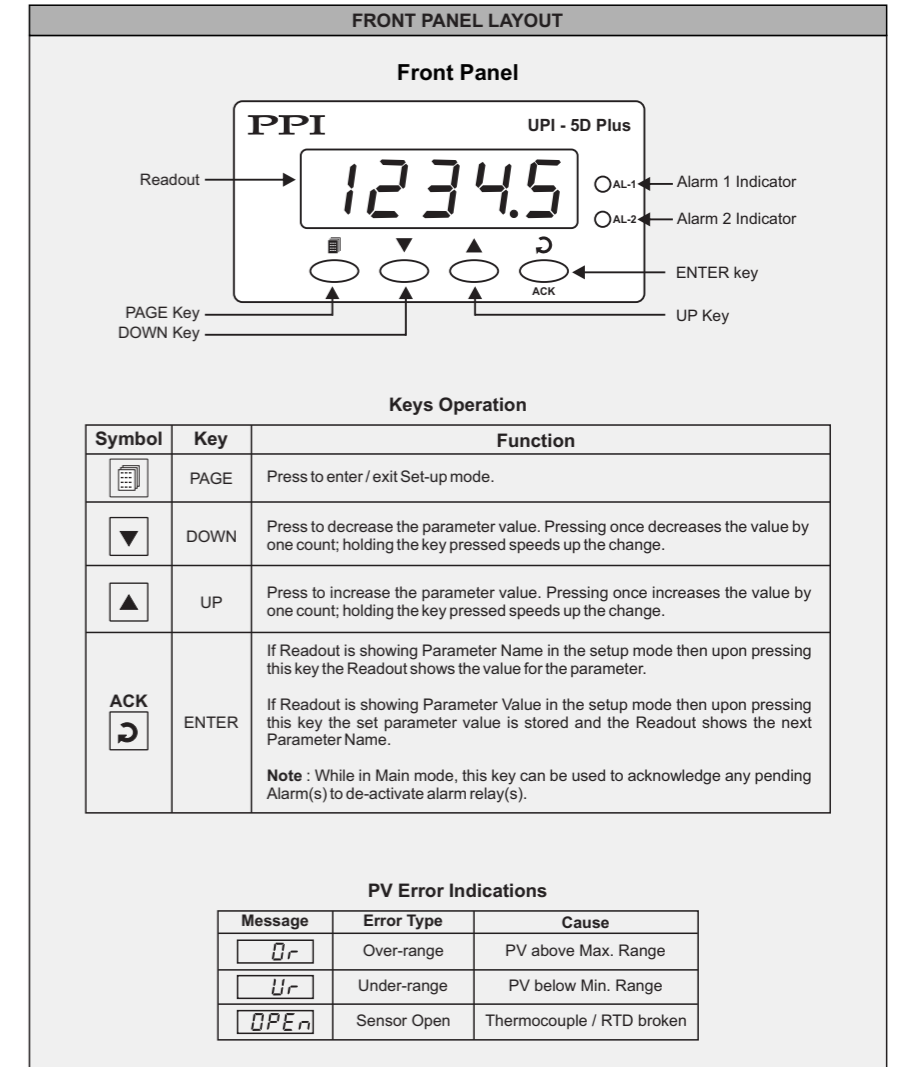 FRONT PANEL LAYOUT
Front Panel
PPI
UPI - 5D Plus
Readout
1234.5
AL-1
Alarm 1 Indicator
AL-2
Alarm 2 Indicator
ENTER key
ACK
PAGE Key
UP Key
DOWN Key
Keys Operation
Symbol Key Function
PAGE Press to enter / exit Set-up mode.
DOWN Press to decrease the parameter value. Pressing once decreases the value by
one count; holding the key pressed speeds up the change.
UP Press to increase the parameter value. Pressing once increases the value by
one count; holding the key pressed speeds up the change.
ACK
ENTER
If Readout is showing Parameter Name in the setup mode then upon pressing
this key the Readout shows the value for the parameter.
If Readout is showing Parameter Value in the setup mode then upon pressing
this key the set parameter value is stored and the Readout shows the next
Parameter Name.
Note : While in Main mode, this key can be used to acknowledge any pending
Alarm(s) to de-activate alarm relay(s).
PV Error Indications
Message Error Type Cause
Or Over-range PV above Max. Range
Ur Under-range PV below Min. Range
OPEn Sensor Open Thermocouple / RTD broken